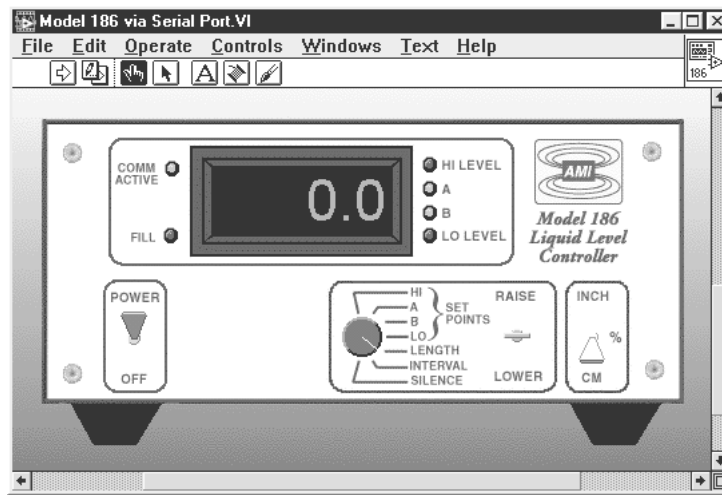 Model 186 via Serial Port.VI
File Edit Operate Controls Windows Text Help
A
186
COMM
ACTIVE
FILL
0.0
HI LEVEL
A
B
LO LEVEL
AMI
Model 186
Liquid Level
Controller
POWER
OFF
HI
A
B
LO
LENGTH
INTERVAL
SILENCE
SET
POINTS
RAISE
LOWER
INCH
%
CM